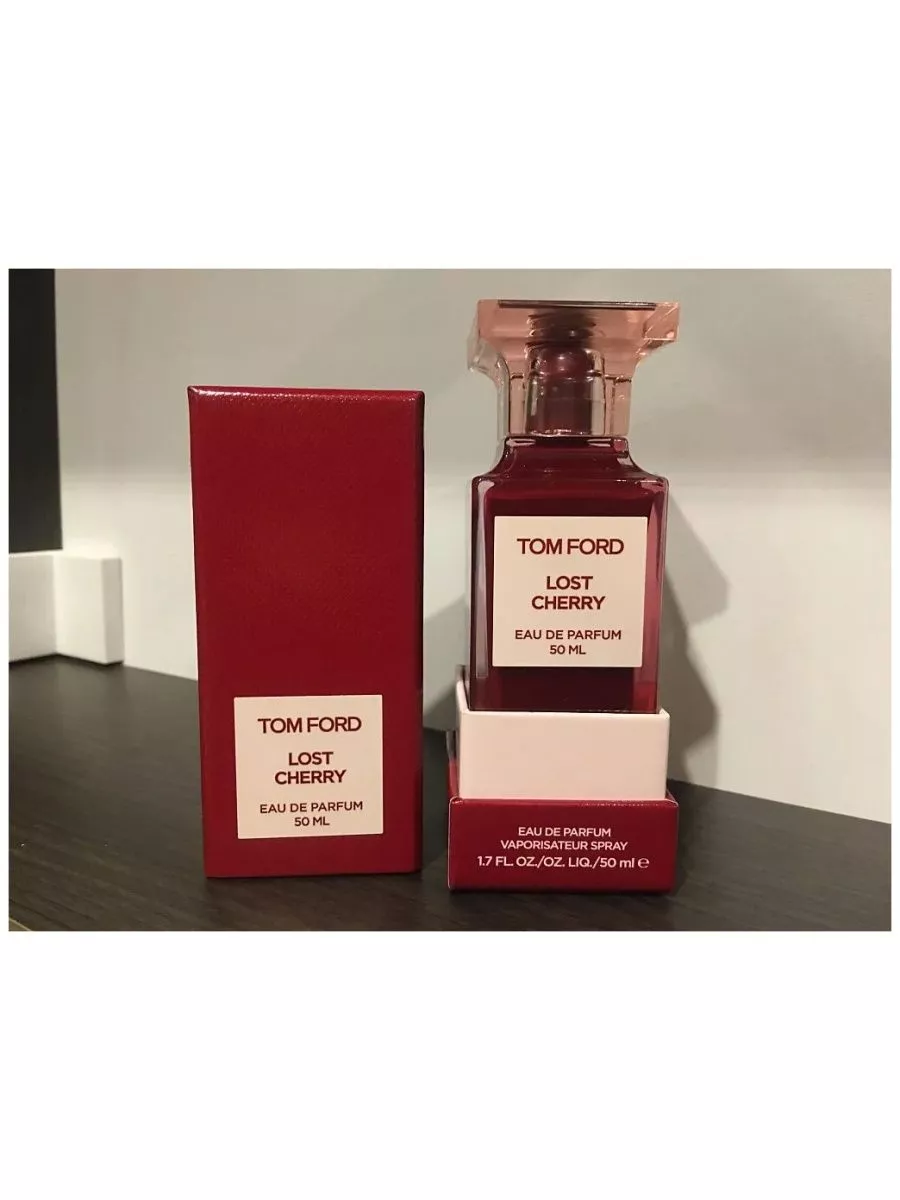 TOM FORD
LOST
CHERRY
EAU DE PARFUM
50 ML
TOM FORD
LOST
CHERRY
EAU DE PARFUM
50 ML
EAU DE PARFUM
VAPORISATEUR SPRAY
1.7 FL. OZ./OZ. LIQ./50 ml ℮